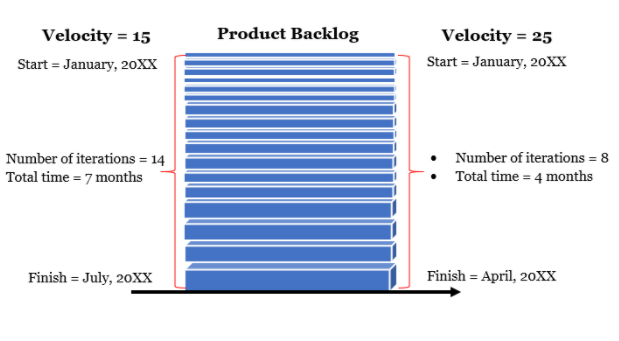 Velocity = 15
Product Backlog
Velocity = 25
Start = January, 20XX
Start = January, 20XX
Number of iterations = 14
Total time = 7 months
• Number of iterations = 8
• Total time = 4 months
Finish = July, 20XX
Finish = April, 20XX